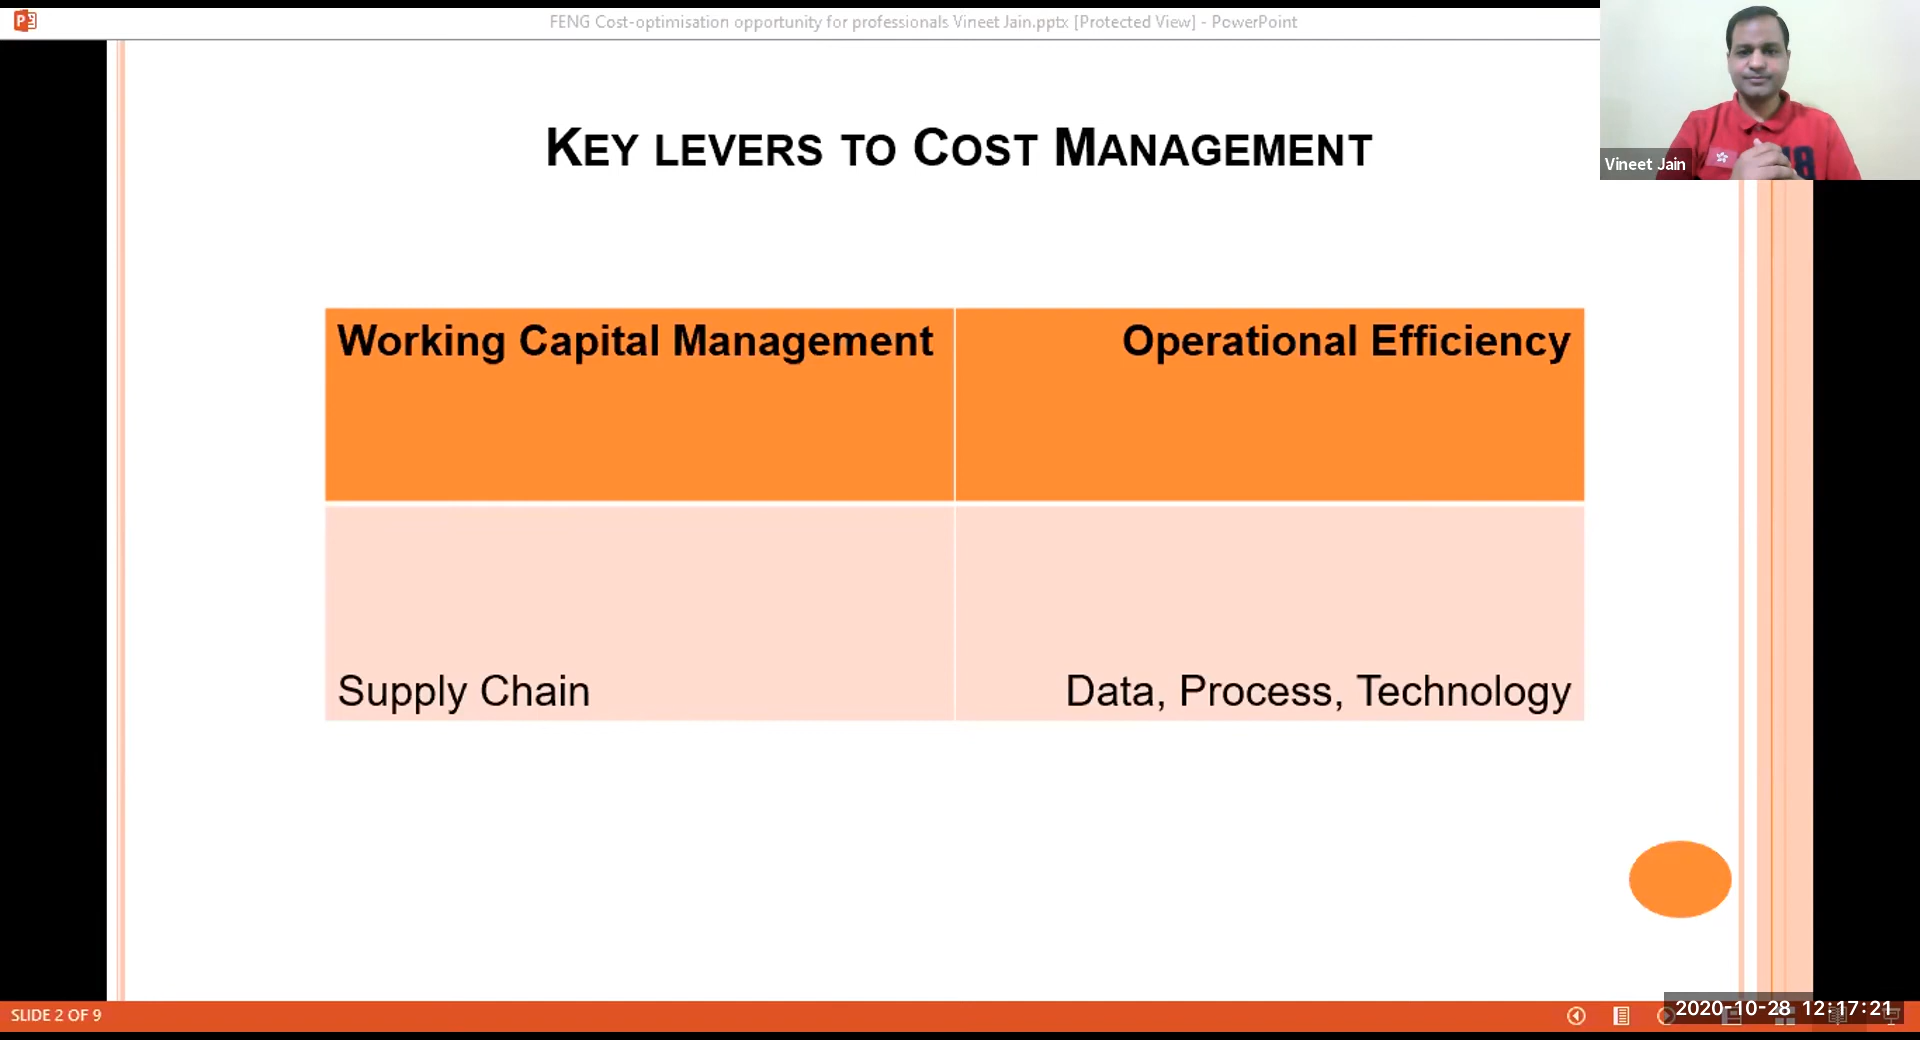 FENG Cost-optimisation opportunity for professionals Vineet Jain.pptx [Protected View] - PowerPoint
KEY LEVERS TO COST MANAGEMENT
Vineet Jain
Working Capital Management
Operational Efficiency
Supply Chain
Data, Process, Technology
SLIDE 2 OF 9
2020-10-28 12:17:21